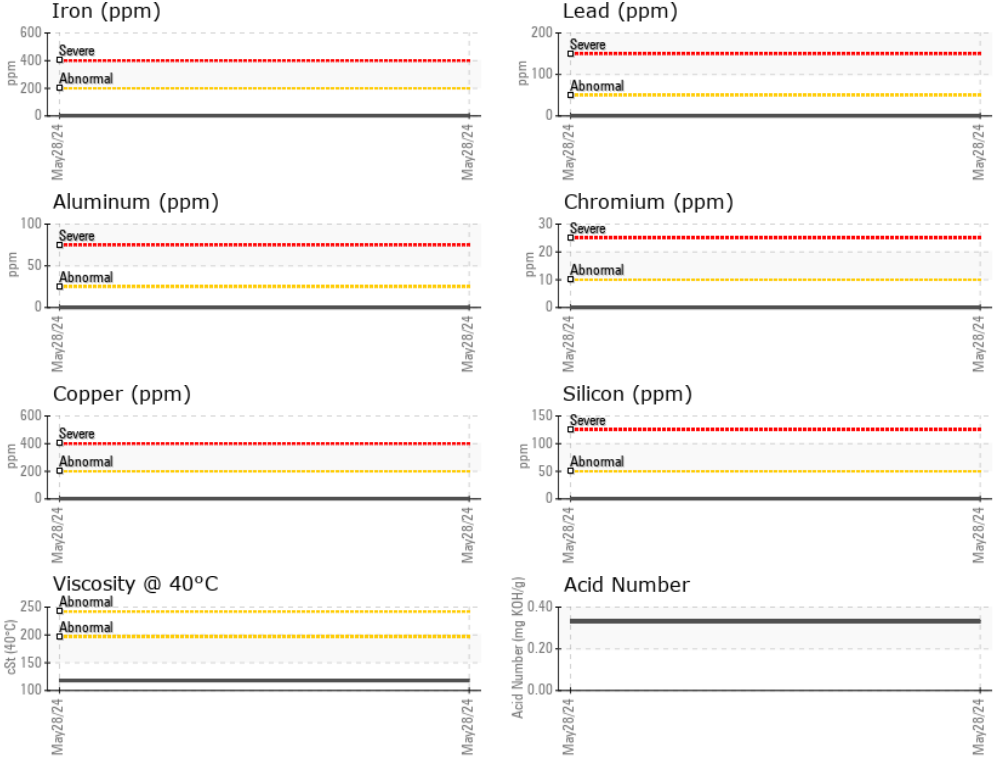 Iron (ppm)
600
400
200
0
ppm
Severe
Abnormal
May28/24
May28/24
Lead (ppm)
200
100
0
ppm
Severe
Abnormal
May28/24
May28/24
Aluminum (ppm)
100
50
0
ppm
Severe
Abnormal
May28/24
May28/24
Chromium (ppm)
30
20
10
0
ppm
Severe
Abnormal
May28/24
May28/24
Copper (ppm)
600
400
200
0
ppm
Severe
Abnormal
May28/24
May28/24
Silicon (ppm)
150
100
50
0
ppm
Severe
Abnormal
May28/24
May28/24
Viscosity @ 40°C
250
200
150
100
cSt (40°C)
Abnormal
Abnormal
May28/24
May28/24
Acid Number
0.40
0.20
0.00
Acid Number (mg KOH/g)
May28/24
May28/24